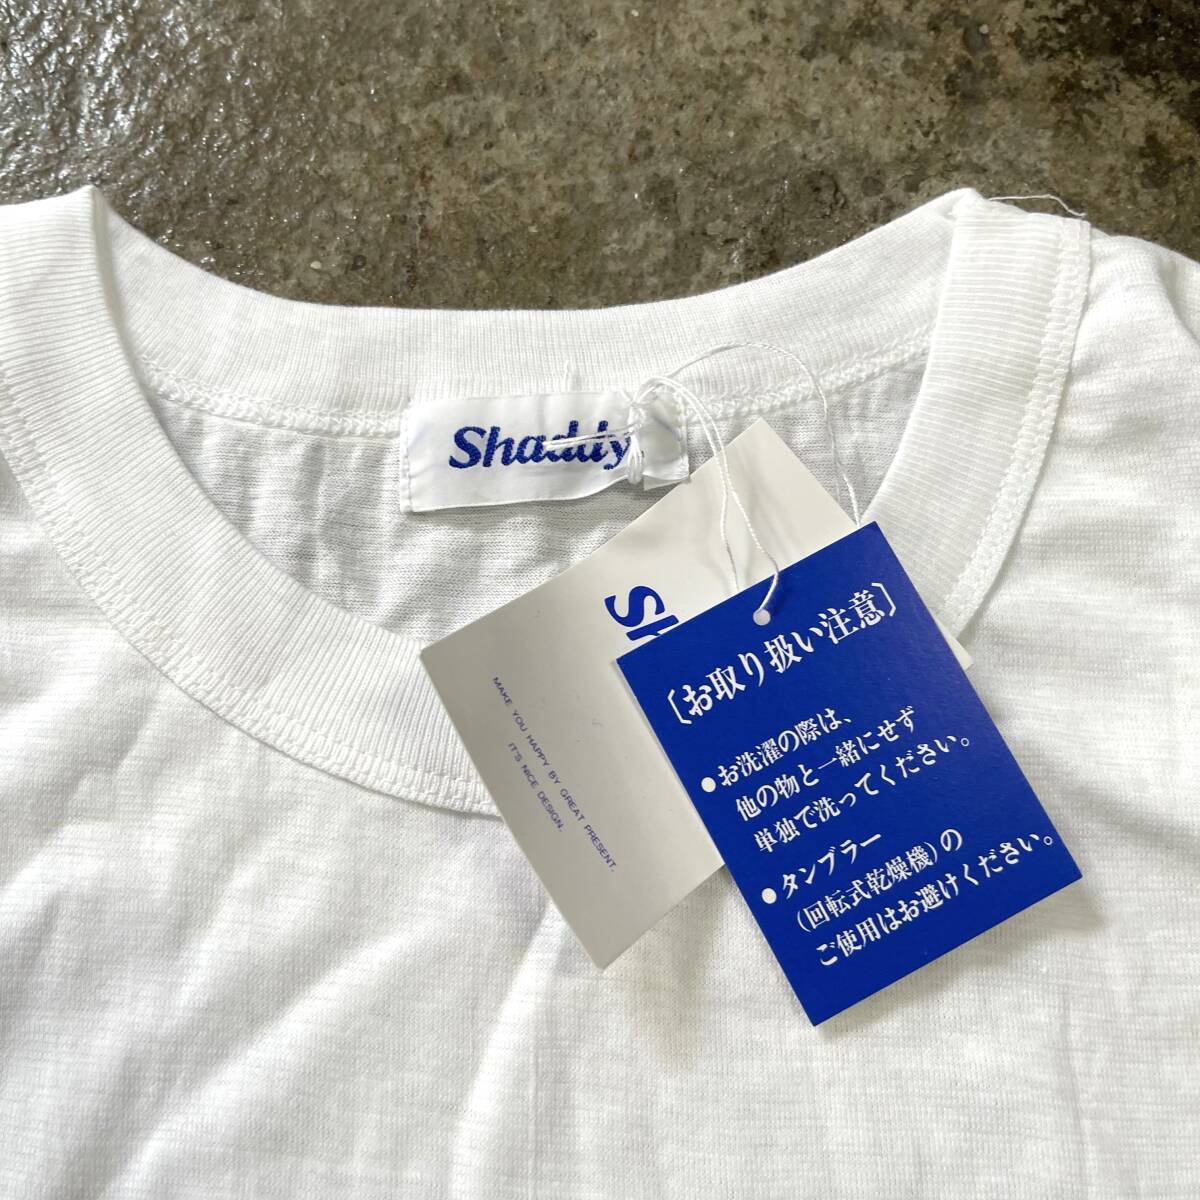 Shaddy
Sh
MAKE YOU HAPPY BY GREAT PRESENT.
IT'S NICE DESIGN.
〔お取り扱い注意〕
●お洗濯の際は、
他の物と一緒にせず
単独で洗ってください。
●タンブラー
(回転式乾燥機)の
ご使用はお避けください。